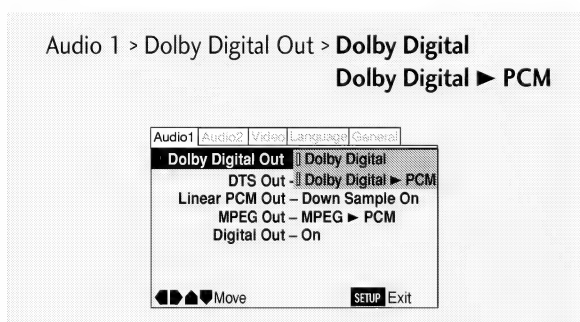 Audio 1 > Dolby Digital Out > Dolby Digital
Dolby Digital ► PCM
Audio1 Audio2 Video Language General
Dolby Digital Out ▯ Dolby Digital
DTS Out - ▯ Dolby Digital ► PCM
Linear PCM Out – Down Sample On
MPEG Out – MPEG ► PCM
Digital Out – On
Move SETUP Exit